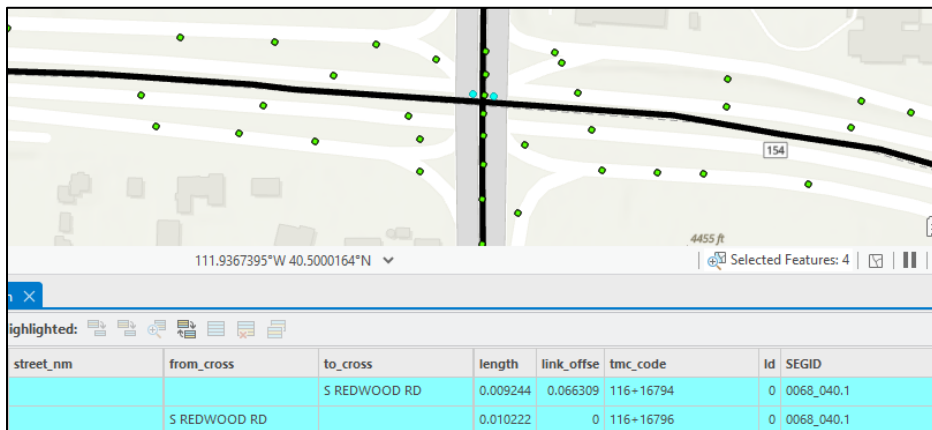 154
4455 ft
111.9367395°W 40.5000164°N
Selected Features: 4
n
ighlighted:
street_nm from_cross to_cross length link_offse tmc_code Id SEGID
S REDWOOD RD 0.009244 0.066309 116+16794 0 0068_040.1
S REDWOOD RD 0.010222 0 116+16796 0 0068_040.1